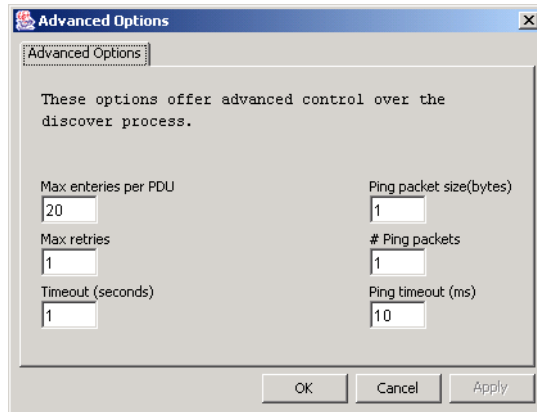 Advanced Options
Advanced Options
These options offer advanced control over the
discover process.
Max enteries per PDU
20
Max retries
1
Timeout (seconds)
1
Ping packet size(bytes)
1
# Ping packets
1
Ping timeout (ms)
10
OK
Cancel
Apply